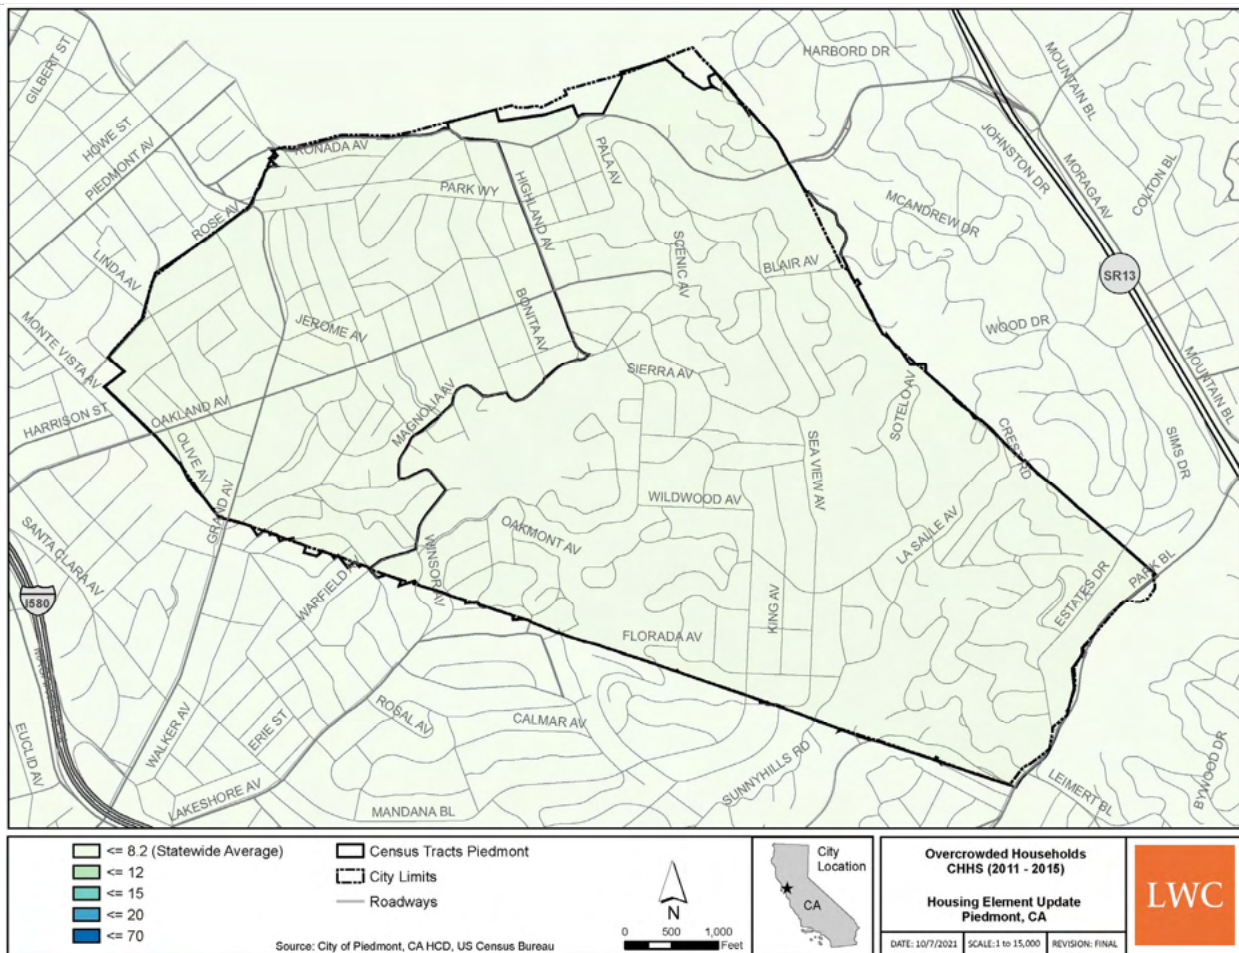 GILBERT ST
HOWE ST
PIEDMONT AV
HARBORD DR
MOUNTAIN BL
JOHNSTON DR
MORAGA AV
COLTON BL
RONADA AV
PARK WY
HIGHLAND AV
PALA AV
ROSE AV
LINDA AV
MCANDREW DR
SCENIC AV
BLAIR AV
SR13
MONTE VISTA AV
JEROME AV
BONITA AV
WOOD DR
MOUNTAIN BL
SIERRA AV
HARRISON ST
OAKLAND AV
MAGNOLIA AV
SOTELO AV
OLIVE AV
CREST RD
SIMS DR
SEA VIEW AV
GRAND AV
WILDWOOD AV
SANTA CLARA AV
OAKMONT AV
WINSOR AV
LA SALLE AV
I580
WARFIELD AV
KING AV
ESTATES DR
PARK BL
FLORADA AV
EUCLID AV
WALKER AV
ERIE ST
ROSAL AV
CALMAR AV
LAKESHORE AV
MANDANA BL
SUNNYHILLS RD
LEIMERT BL
BYWOOD DR
<= 8.2 (Statewide Average)
<= 12
<= 15
<= 20
<= 70
Census Tracts Piedmont
City Limits
Roadways
Source: City of Piedmont, CA HCD, US Census Bureau
N
0 500 1,000
Feet
City
Location
CA
Overcrowded Households
CHHS (2011 - 2015)
Housing Element Update
Piedmont, CA
DATE: 10/7/2021 SCALE:1 to 15,000 REVISION: FINAL
LWC